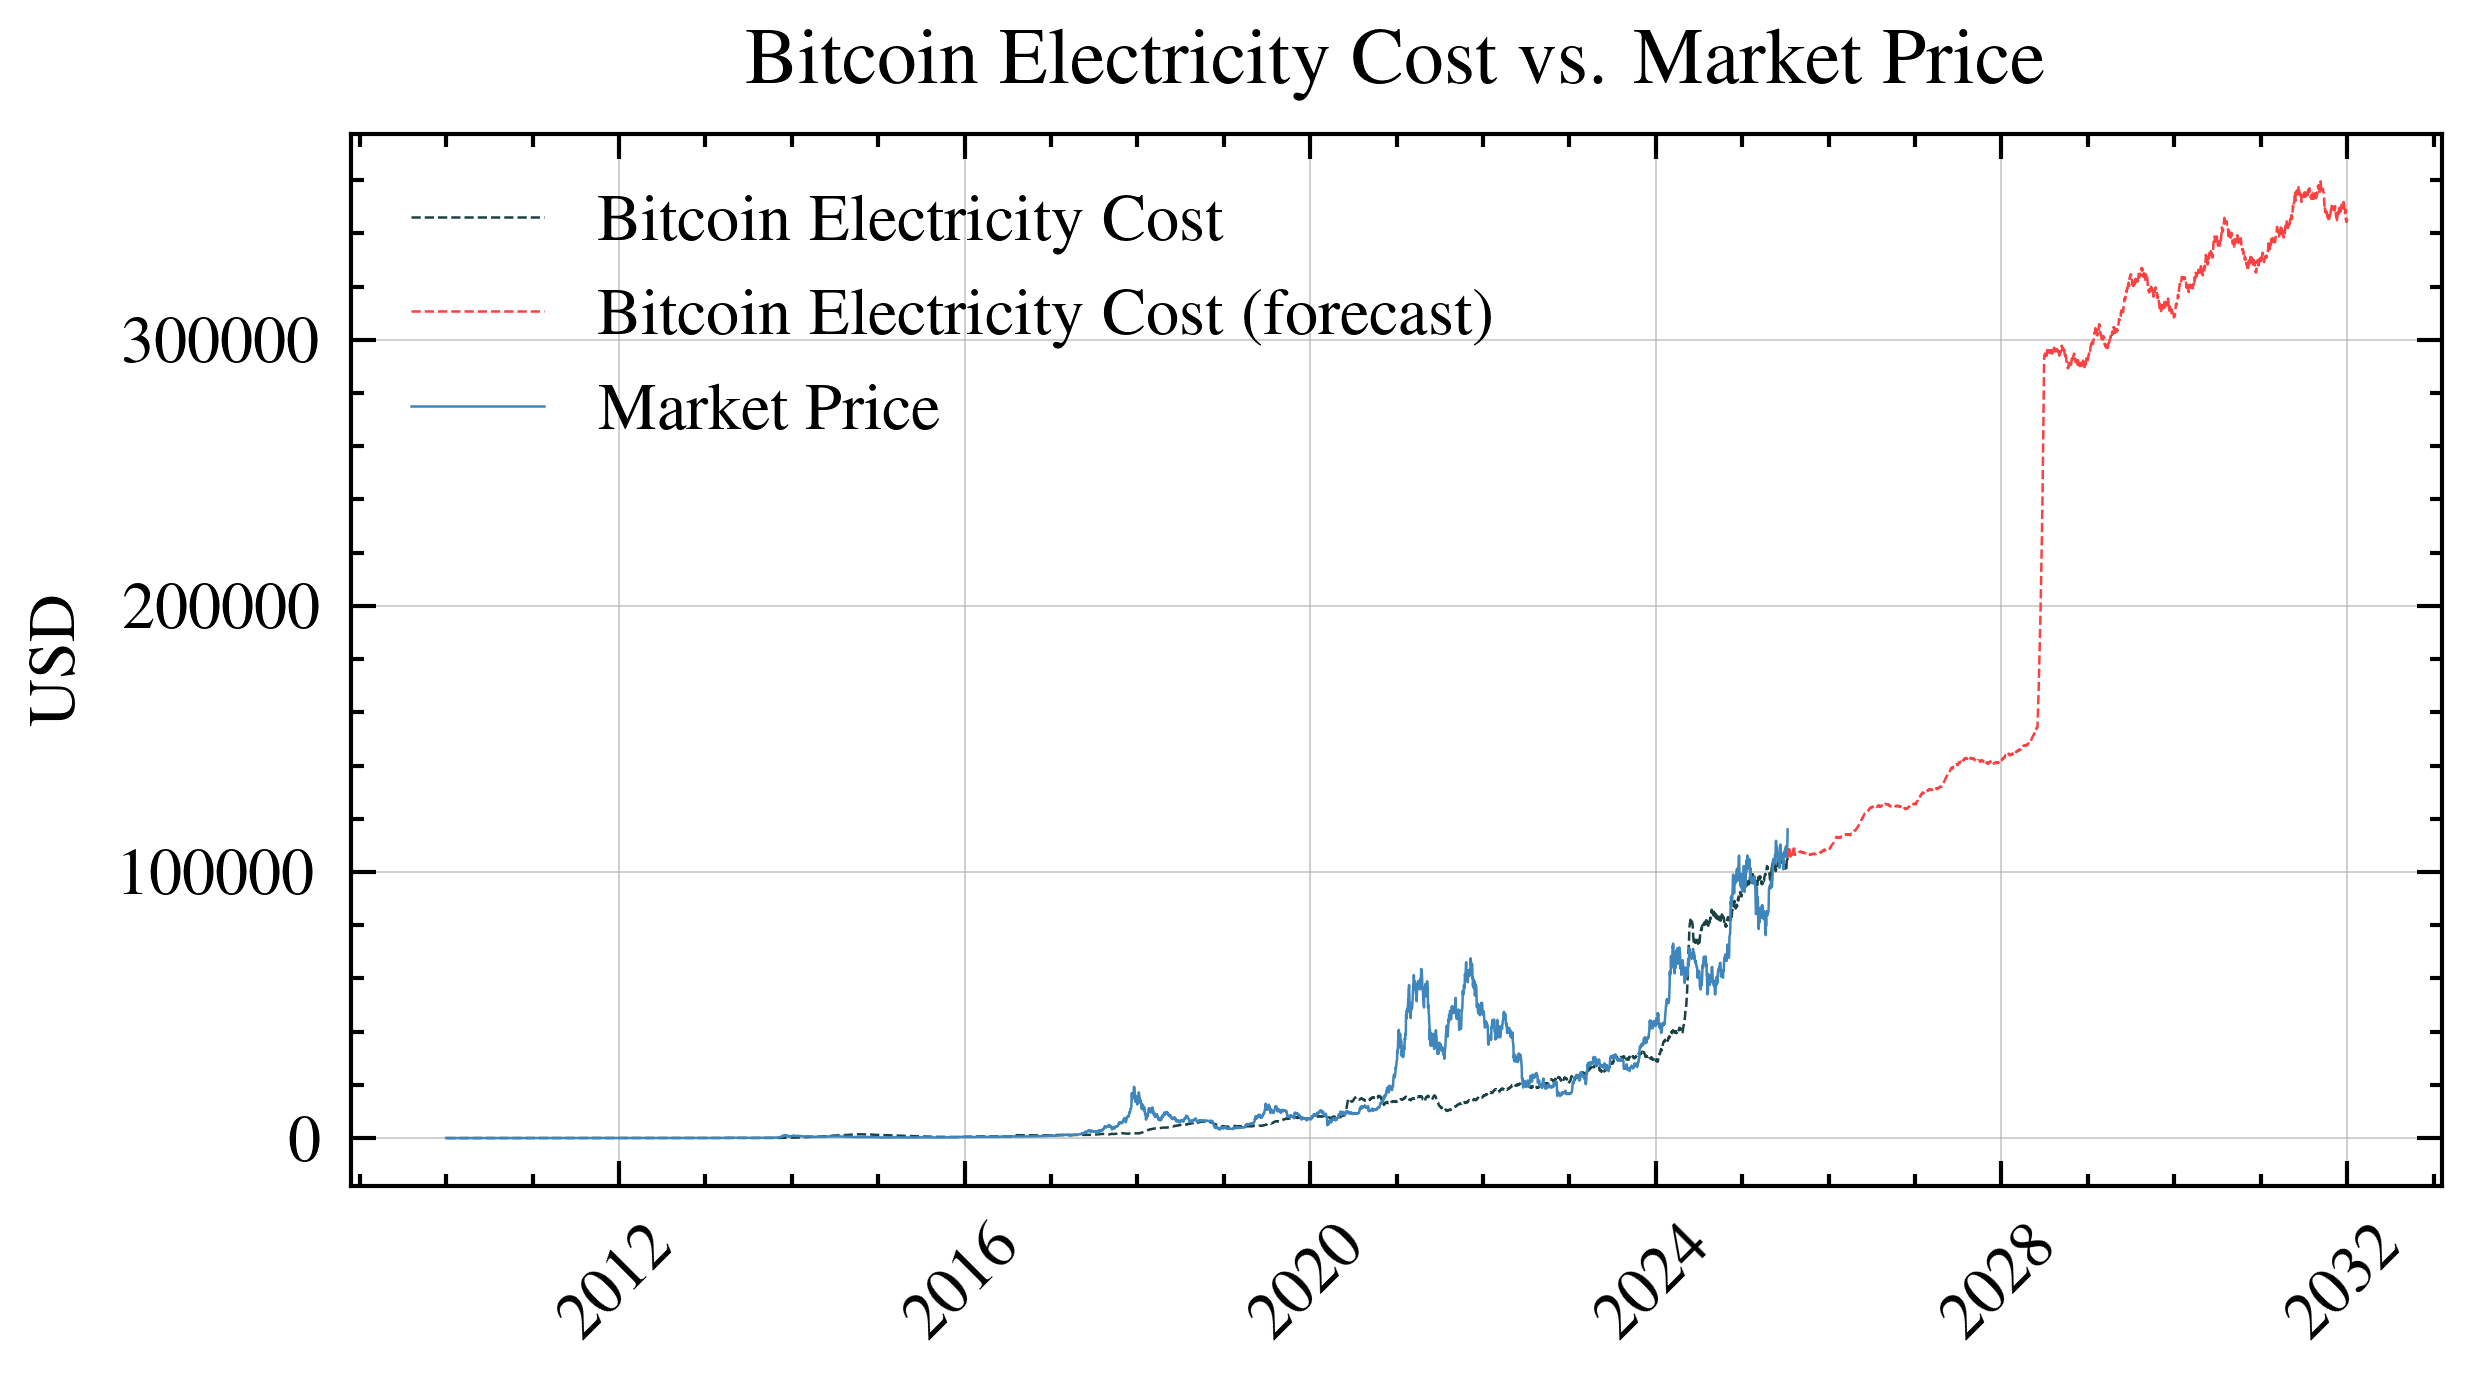 Bitcoin Electricity Cost vs. Market Price
Bitcoin Electricity Cost
Bitcoin Electricity Cost (forecast)
Market Price
USD
300000
200000
100000
0
2012
2016
2020
2024
2028
2032